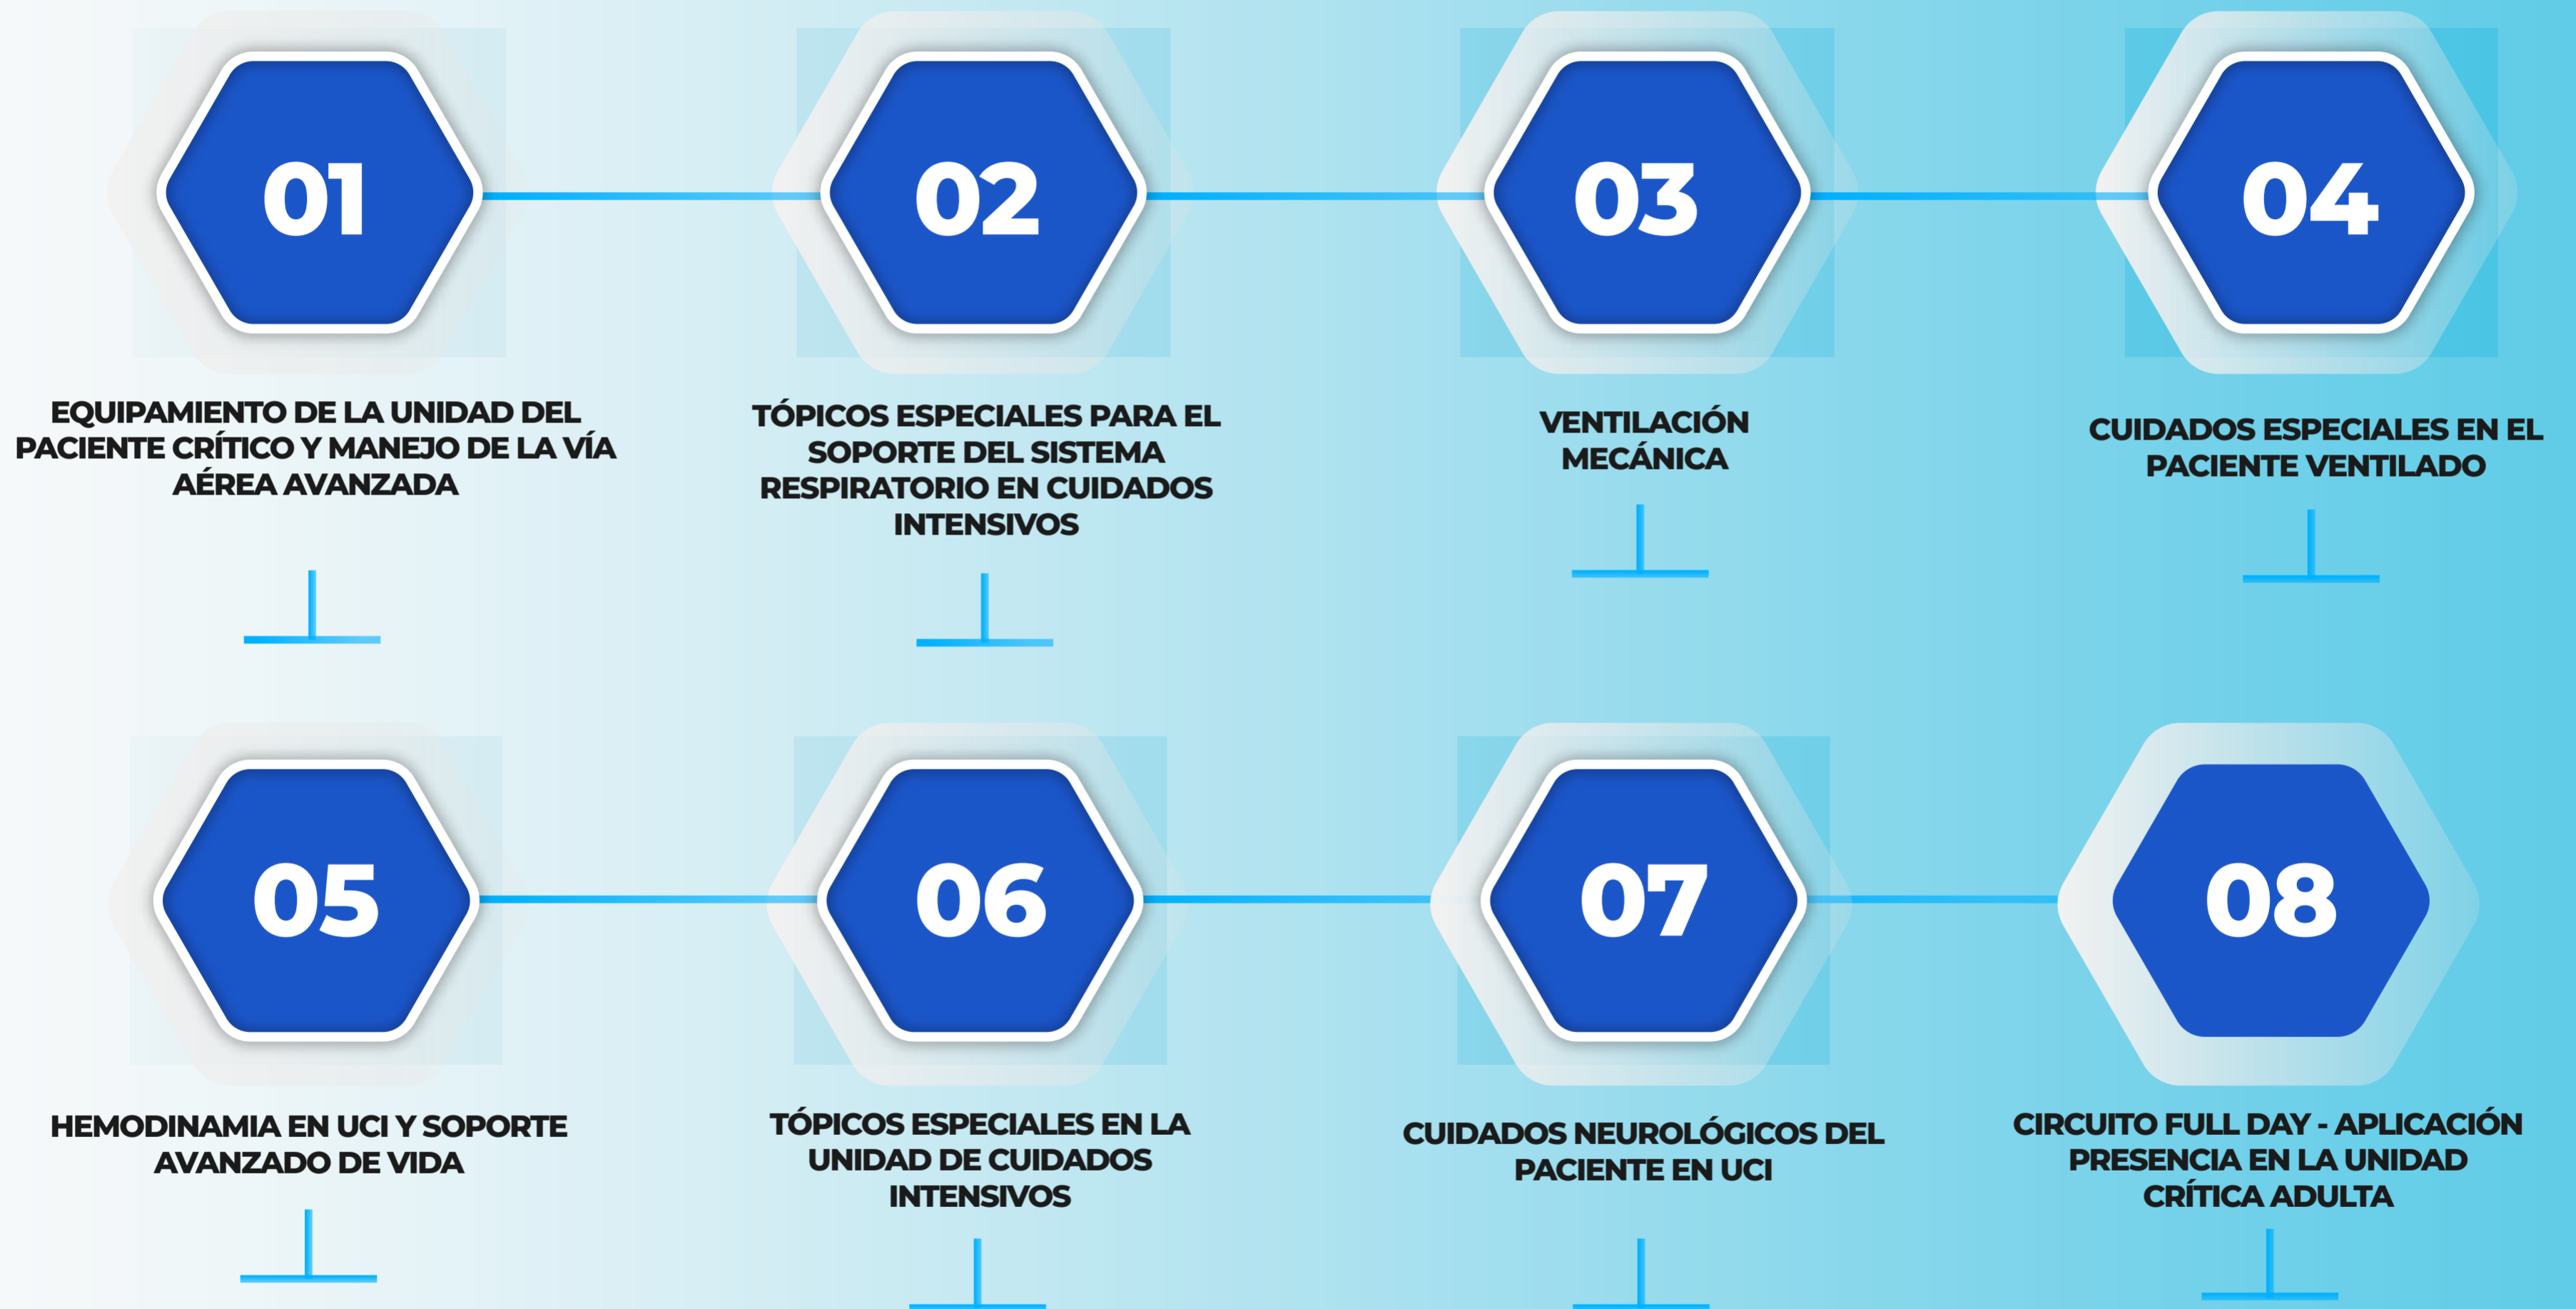 01
EQUIPAMIENTO DE LA UNIDAD DEL
PACIENTE CRÍTICO Y MANEJO DE LA VÍA
AÉREA AVANZADA
02
TÓPICOS ESPECIALES PARA EL
SOPORTE DEL SISTEMA
RESPIRATORIO EN CUIDADOS
INTENSIVOS
03
VENTILACIÓN
MECÁNICA
04
CUIDADOS ESPECIALES EN EL
PACIENTE VENTILADO
05
HEMODINAMIA EN UCI Y SOPORTE
AVANZADO DE VIDA
06
TÓPICOS ESPECIALES EN LA
UNIDAD DE CUIDADOS
INTENSIVOS
07
CUIDADOS NEUROLÓGICOS DEL
PACIENTE EN UCI
08
CIRCUITO FULL DAY - APLICACIÓN
PRESENCIA EN LA UNIDAD
CRÍTICA ADULTA